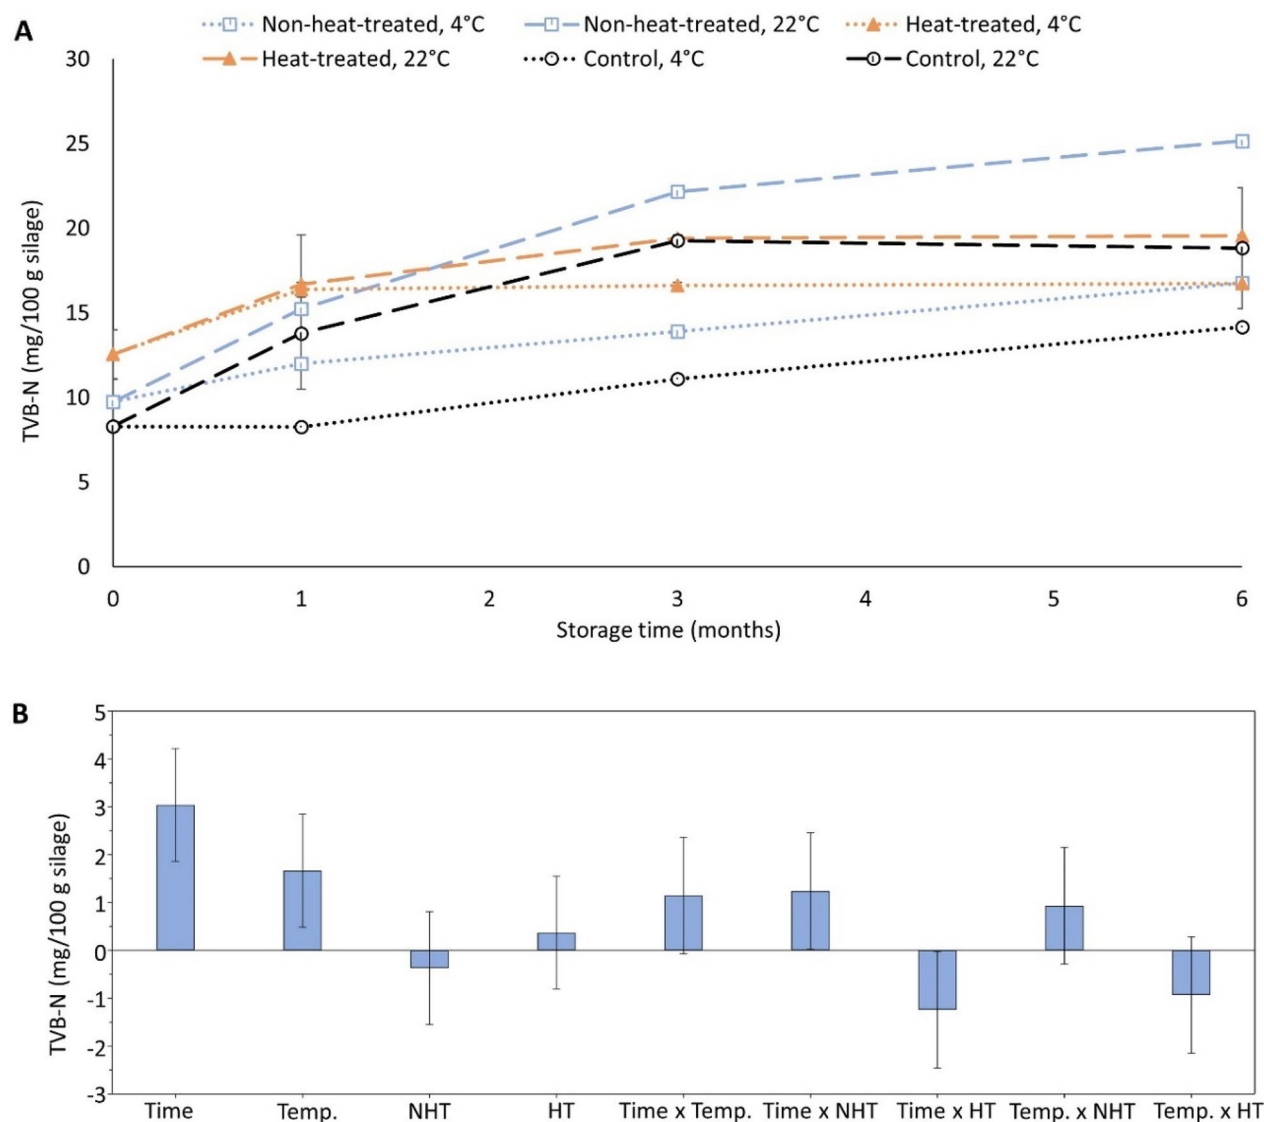 A
Non-heat-treated, 4°C Non-heat-treated, 22°C Heat-treated, 4°C
Heat-treated, 22°C Control, 4°C Control, 22°C
30
25
20
15
10
5
0
TVB-N (mg/100 g silage)
0 1 2 3 4 5 6
Storage time (months)
B
5
4
3
2
1
0
-1
-2
-3
TVB-N (mg/100 g silage)
Time Temp. NHT HT Time x Temp. Time x NHT Time x HT Temp. x NHT Temp. x HT